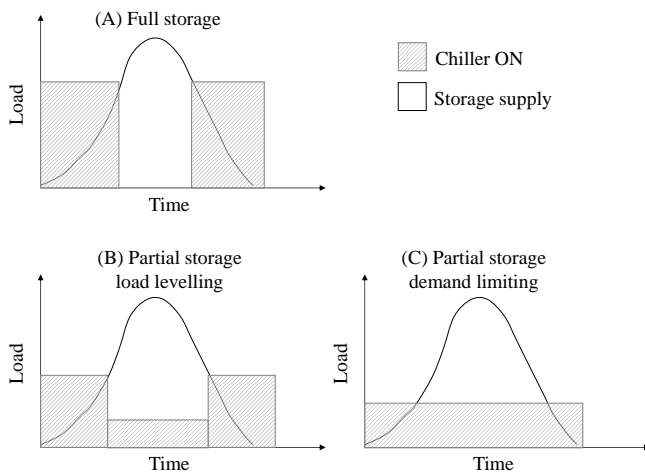 (A) Full storage
Load
Time
Chiller ON
Storage supply
(B) Partial storage
load levelling
Load
Time
(C) Partial storage
demand limiting
Load
Time